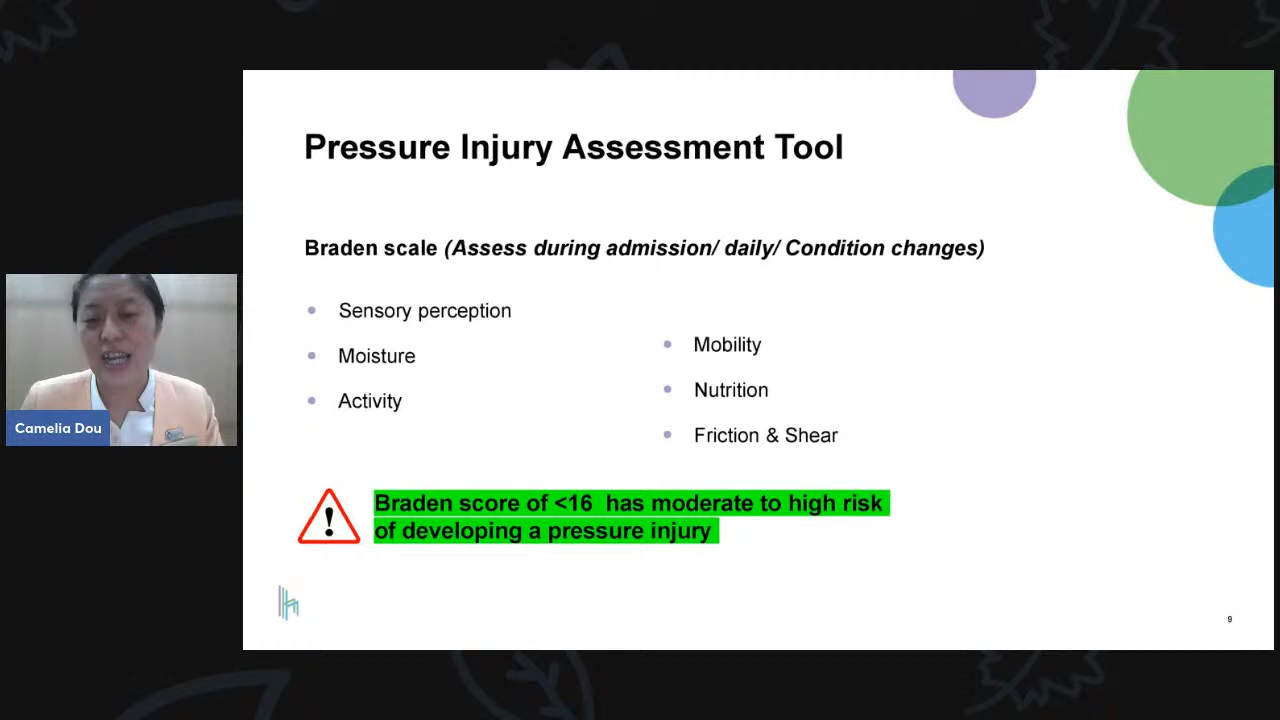 Pressure Injury Assessment Tool
Braden scale (Assess during admission/ daily/ Condition changes)
Sensory perception
Moisture
Activity
Mobility
Nutrition
Friction & Shear
Braden score of <16  has moderate to high risk
of developing a pressure injury
9
Camelia Dou